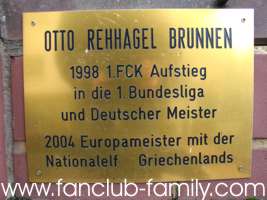 OTTO REHHAGEL BRUNNEN
1998 1.FCK Aufstieg
in die 1.Bundesliga
und Deutscher Meister
2004 Europameister mit der
Nationalelf Griechenlands
www.fanclub-family.com